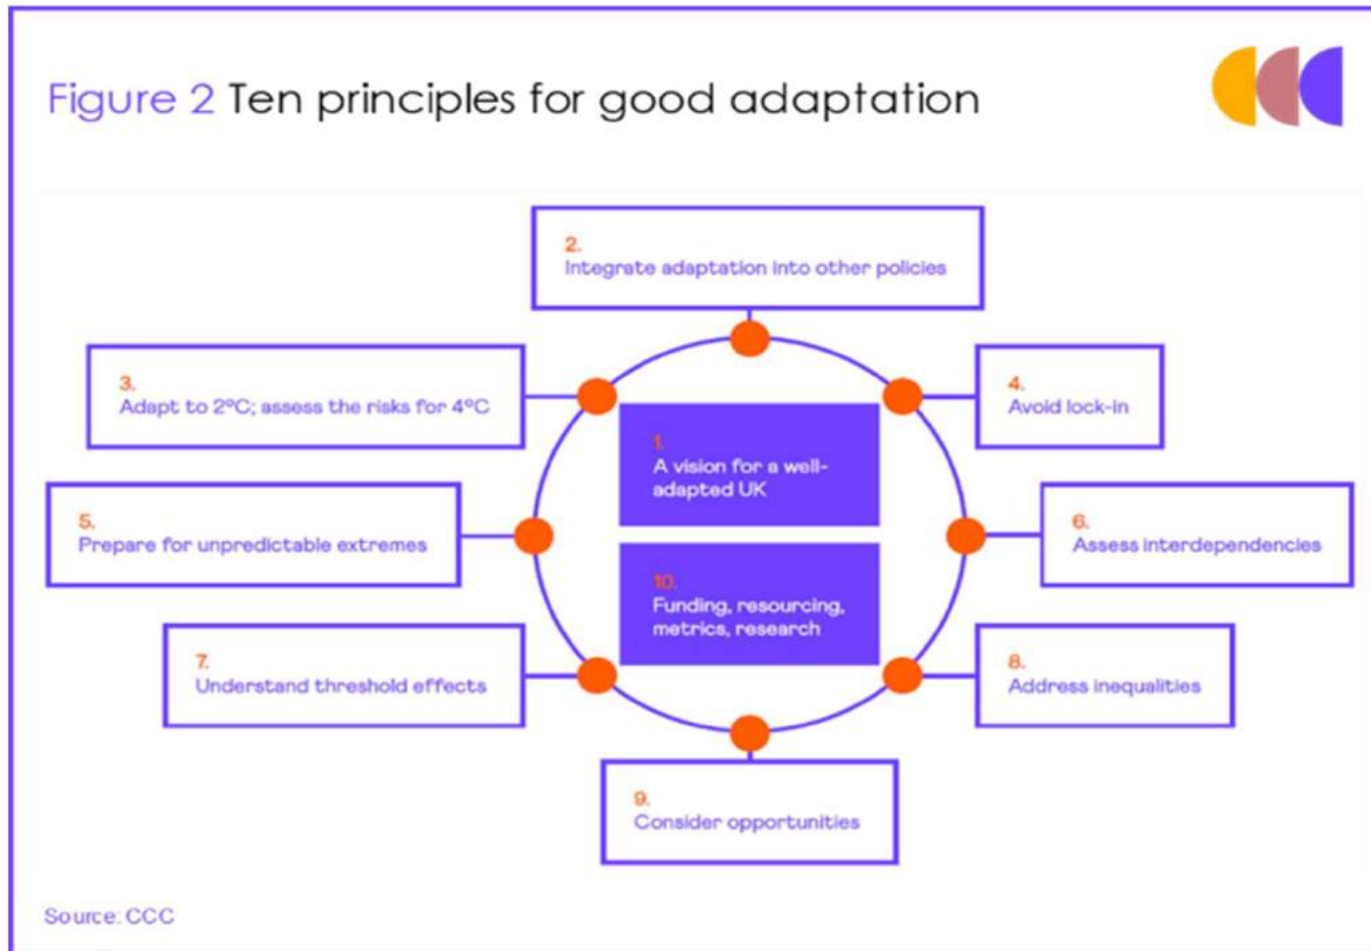 Figure 2 Ten principles for good adaptation
2.
Integrate adaptation into other policies
3.
Adapt to 2°C; assess the risks for 4°C
4.
Avoid lock-in
1.
A vision for a well-
adapted UK
5.
Prepare for unpredictable extremes
6.
Assess interdependencies
10.
Funding, resourcing,
metrics, research
7.
Understand threshold effects
8.
Address inequalities
9.
Consider opportunities
Source: CCC